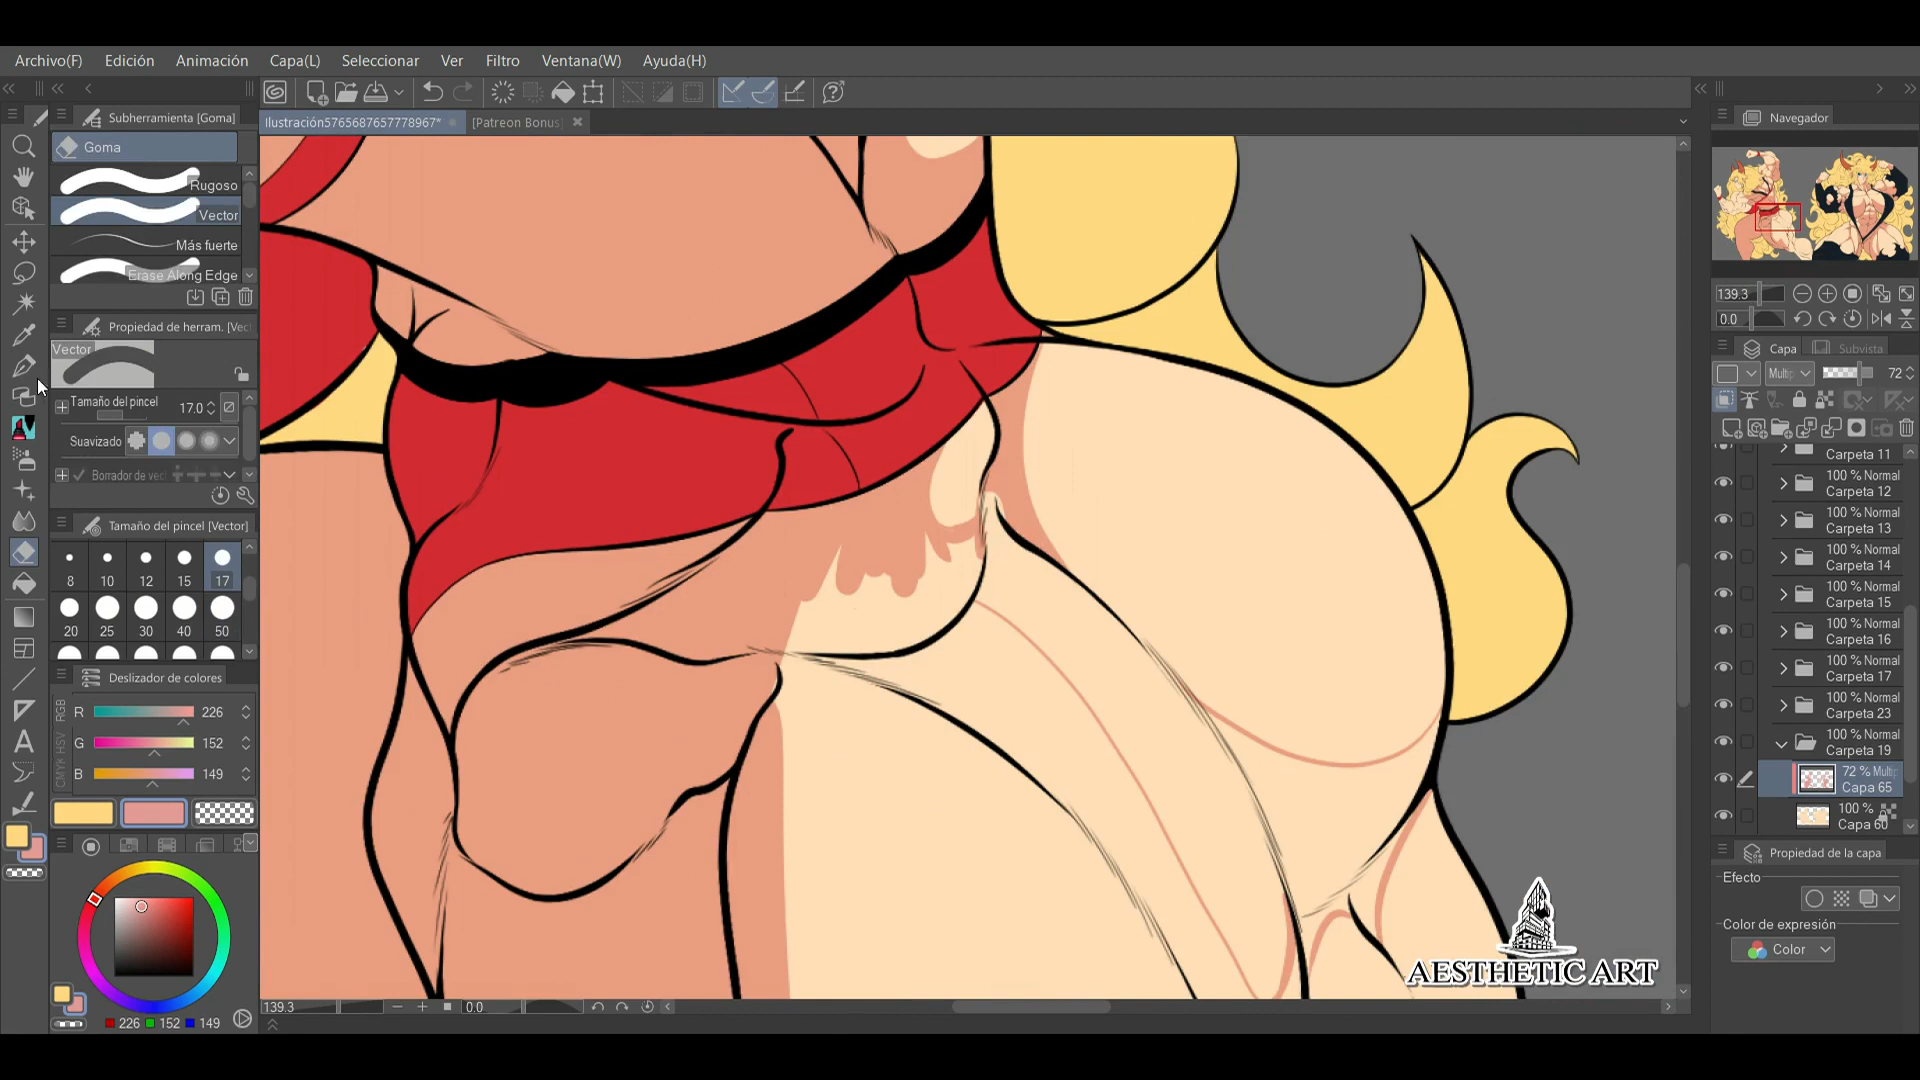 Archivo(F) Edición Animación Capa(L) Seleccionar Ver Filtro Ventana(W) Ayuda(H)
Subherramienta [Goma]
Goma
Rugoso
Vector
Más fuerte
Erase Along Edge
Propiedad de herram. [Vec
Vector
Tamaño del pincel 17.0
Suavizado
Borrador de vec
Tamaño del pincel [Vector]
8 10 12 15 17
20 25 30 40 50
Deslizador de colores
RGB
HSV
CMYK
R 226
G 152
B 149
226 152 149
Ilustración5765687657778967* [Patreon Bonus]
139.3 0.0
AESTHETIC ART
Navegador
139.3
0.0
Capa Subvista
Multip 72
Carpeta 11
100 % Normal
Carpeta 12
100 % Normal
Carpeta 13
100 % Normal
Carpeta 14
100 % Normal
Carpeta 15
100 % Normal
Carpeta 16
100 % Normal
Carpeta 17
100 % Normal
Carpeta 23
100 % Normal
Carpeta 19
72 % Multip
Capa 65
100 %
Capa 60
Propiedad de la capa
Efecto
Color de expresión
Color